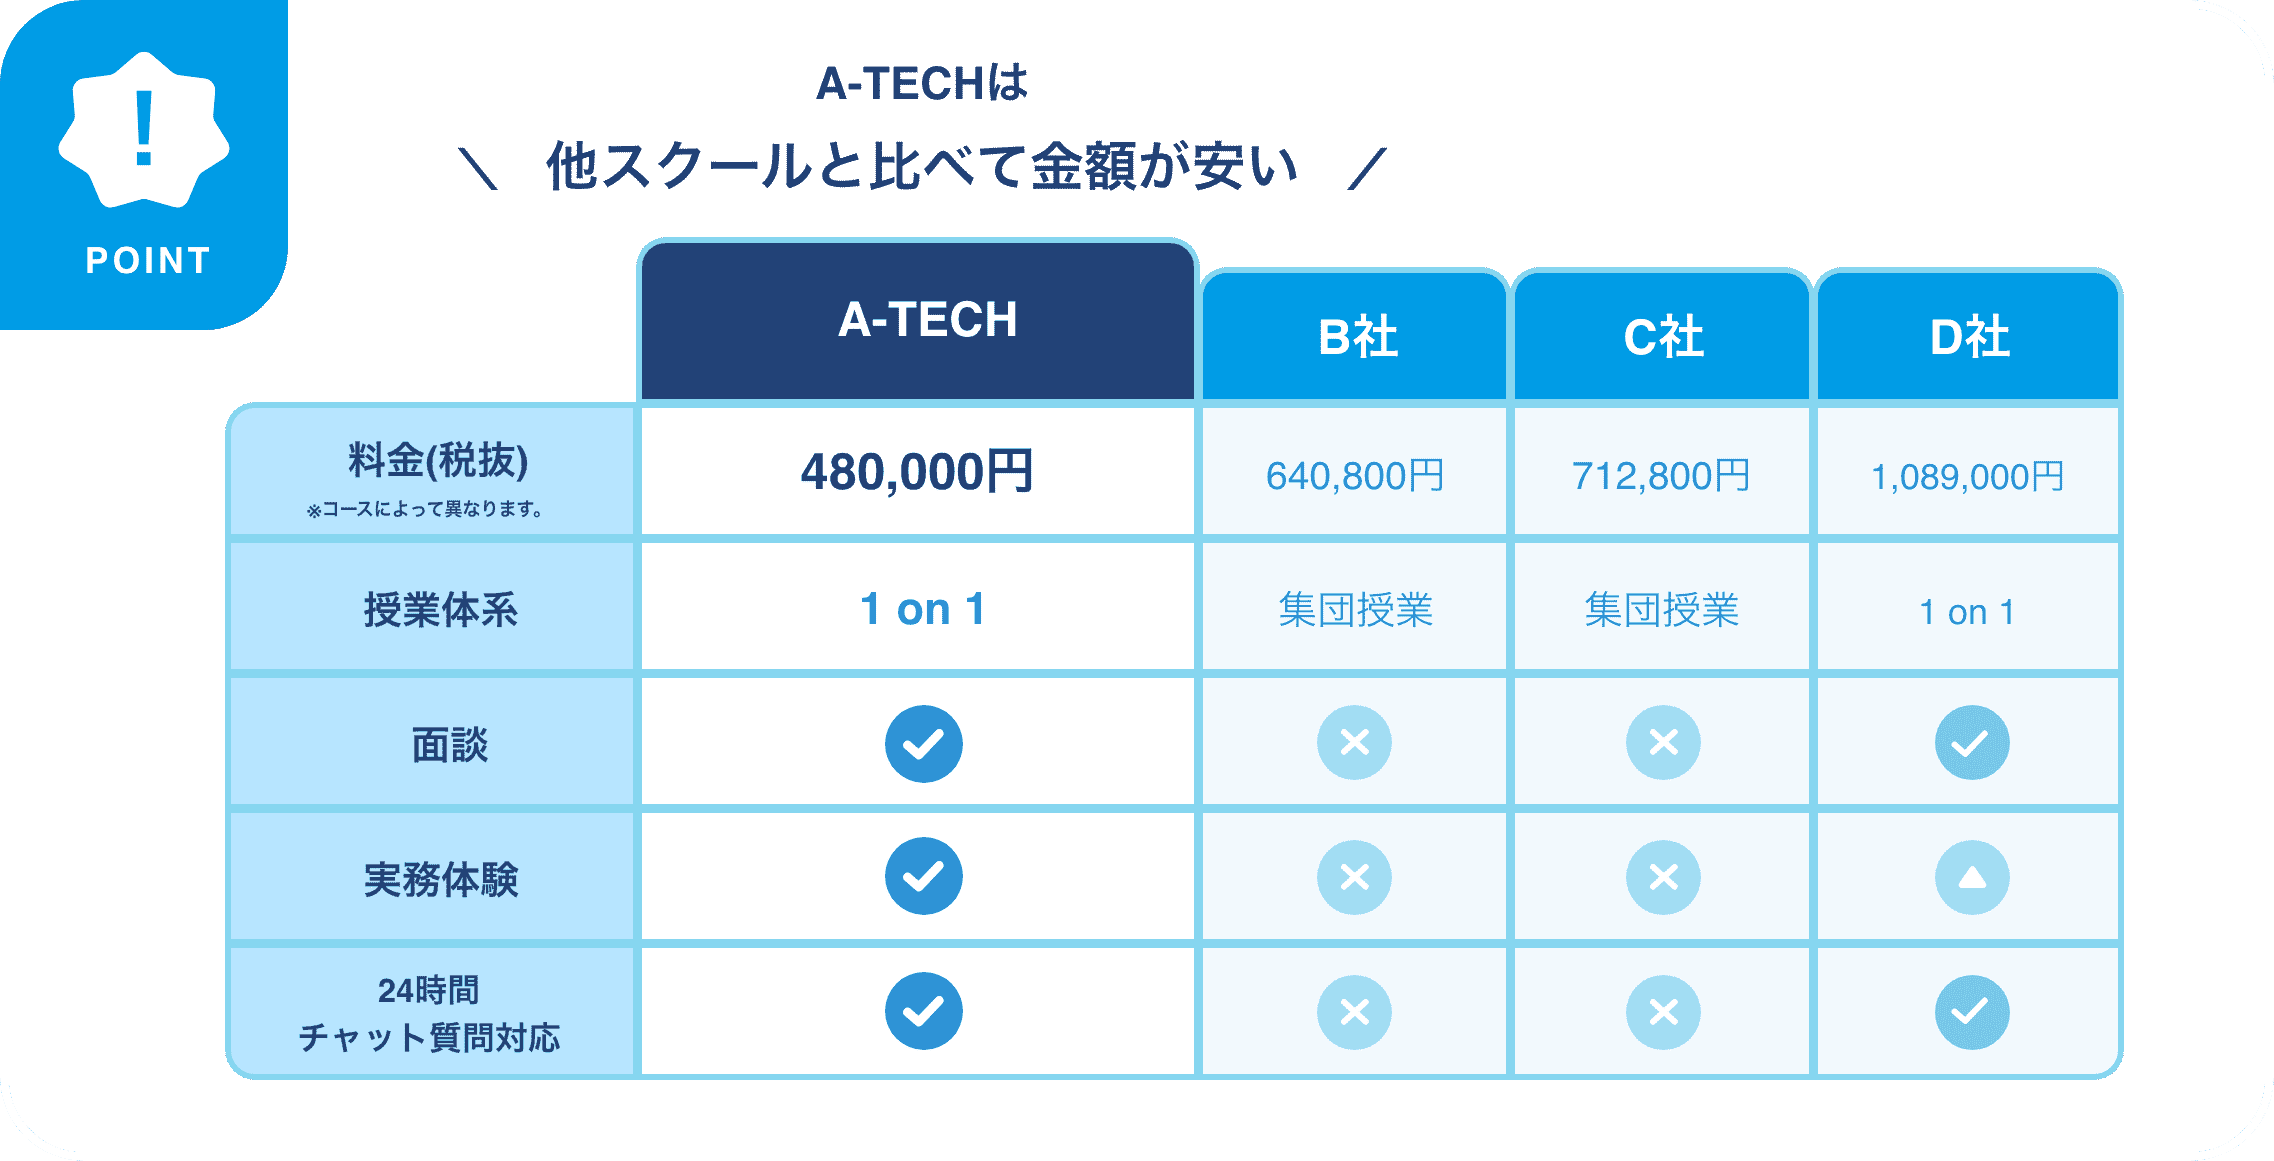 !
POINT
A-TECHは
\ 他スクールと比べて金額が安い /
A-TECH B社 C社 D社
料金(税抜) 480,000円 640,800円 712,800円 1,089,000円
※コースによって異なります。
授業体系 1 on 1 集団授業 集団授業 1 on 1
面談
実務体験
24時間
チャット質問対応